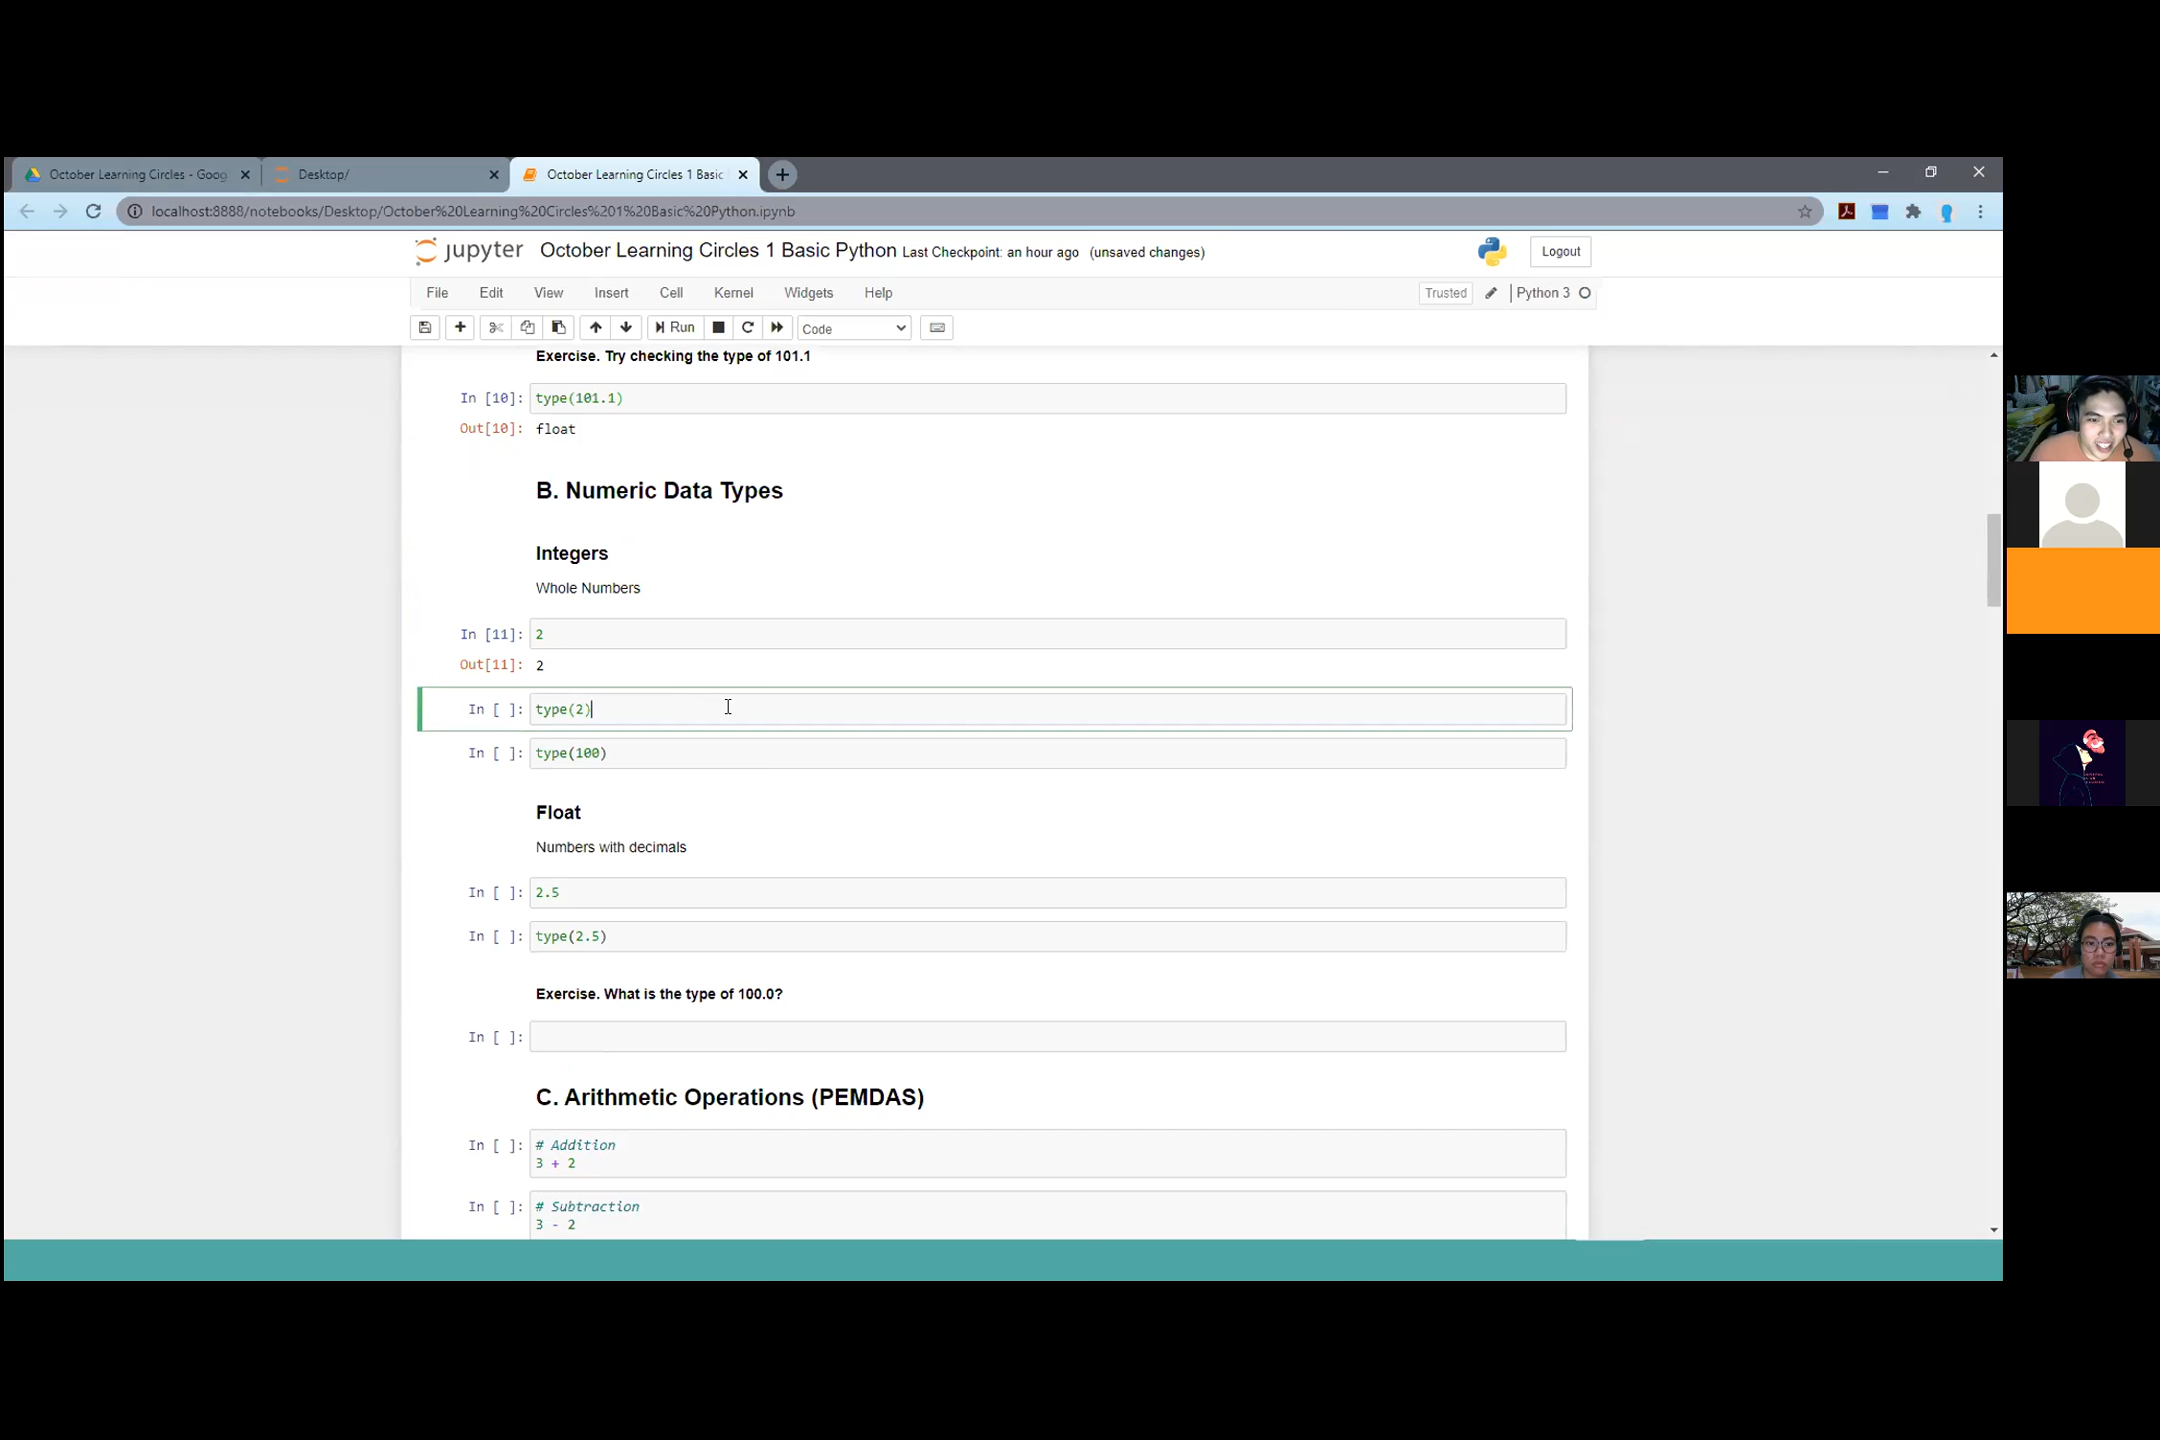 October Learning Circles - Goog
Desktop/
October Learning Circles 1 Basic
localhost:8888/notebooks/Desktop/October%20Learning%20Circles%201%20Basic%20Python.ipynb
jupyter October Learning Circles 1 Basic Python Last Checkpoint: an hour ago (unsaved changes)
Logout
File Edit View Insert Cell Kernel Widgets Help
Trusted Python 3
Run Code
Exercise. Try checking the type of 101.1
In [10]: type(101.1)
Out[10]: float
B. Numeric Data Types
Integers
Whole Numbers
In [11]: 2
Out[11]: 2
In [ ]: type(2)
In [ ]: type(100)
Float
Numbers with decimals
In [ ]: 2.5
In [ ]: type(2.5)
Exercise. What is the type of 100.0?
In [ ]:
C. Arithmetic Operations (PEMDAS)
In [ ]: # Addition
3 + 2
In [ ]: # Subtraction
3 - 2